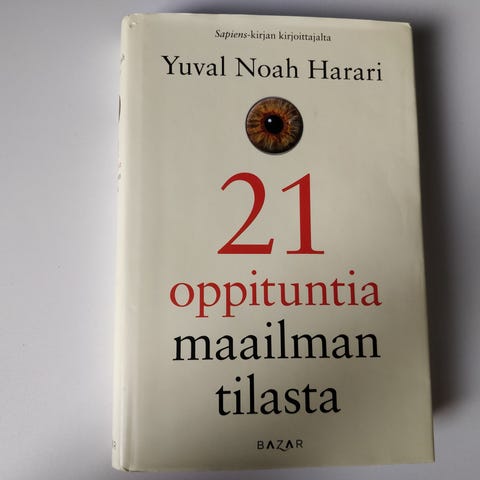 Sapiens-kirjan kirjoittajalta
Yuval Noah Harari
21
oppituntia
maailman
tilasta
BAZAR